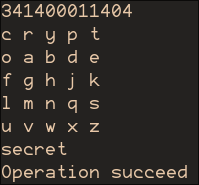 341400011404
c r y p t
o a b d e
f g h j k
l m n q s
u v w x z
secret
Operation succeed